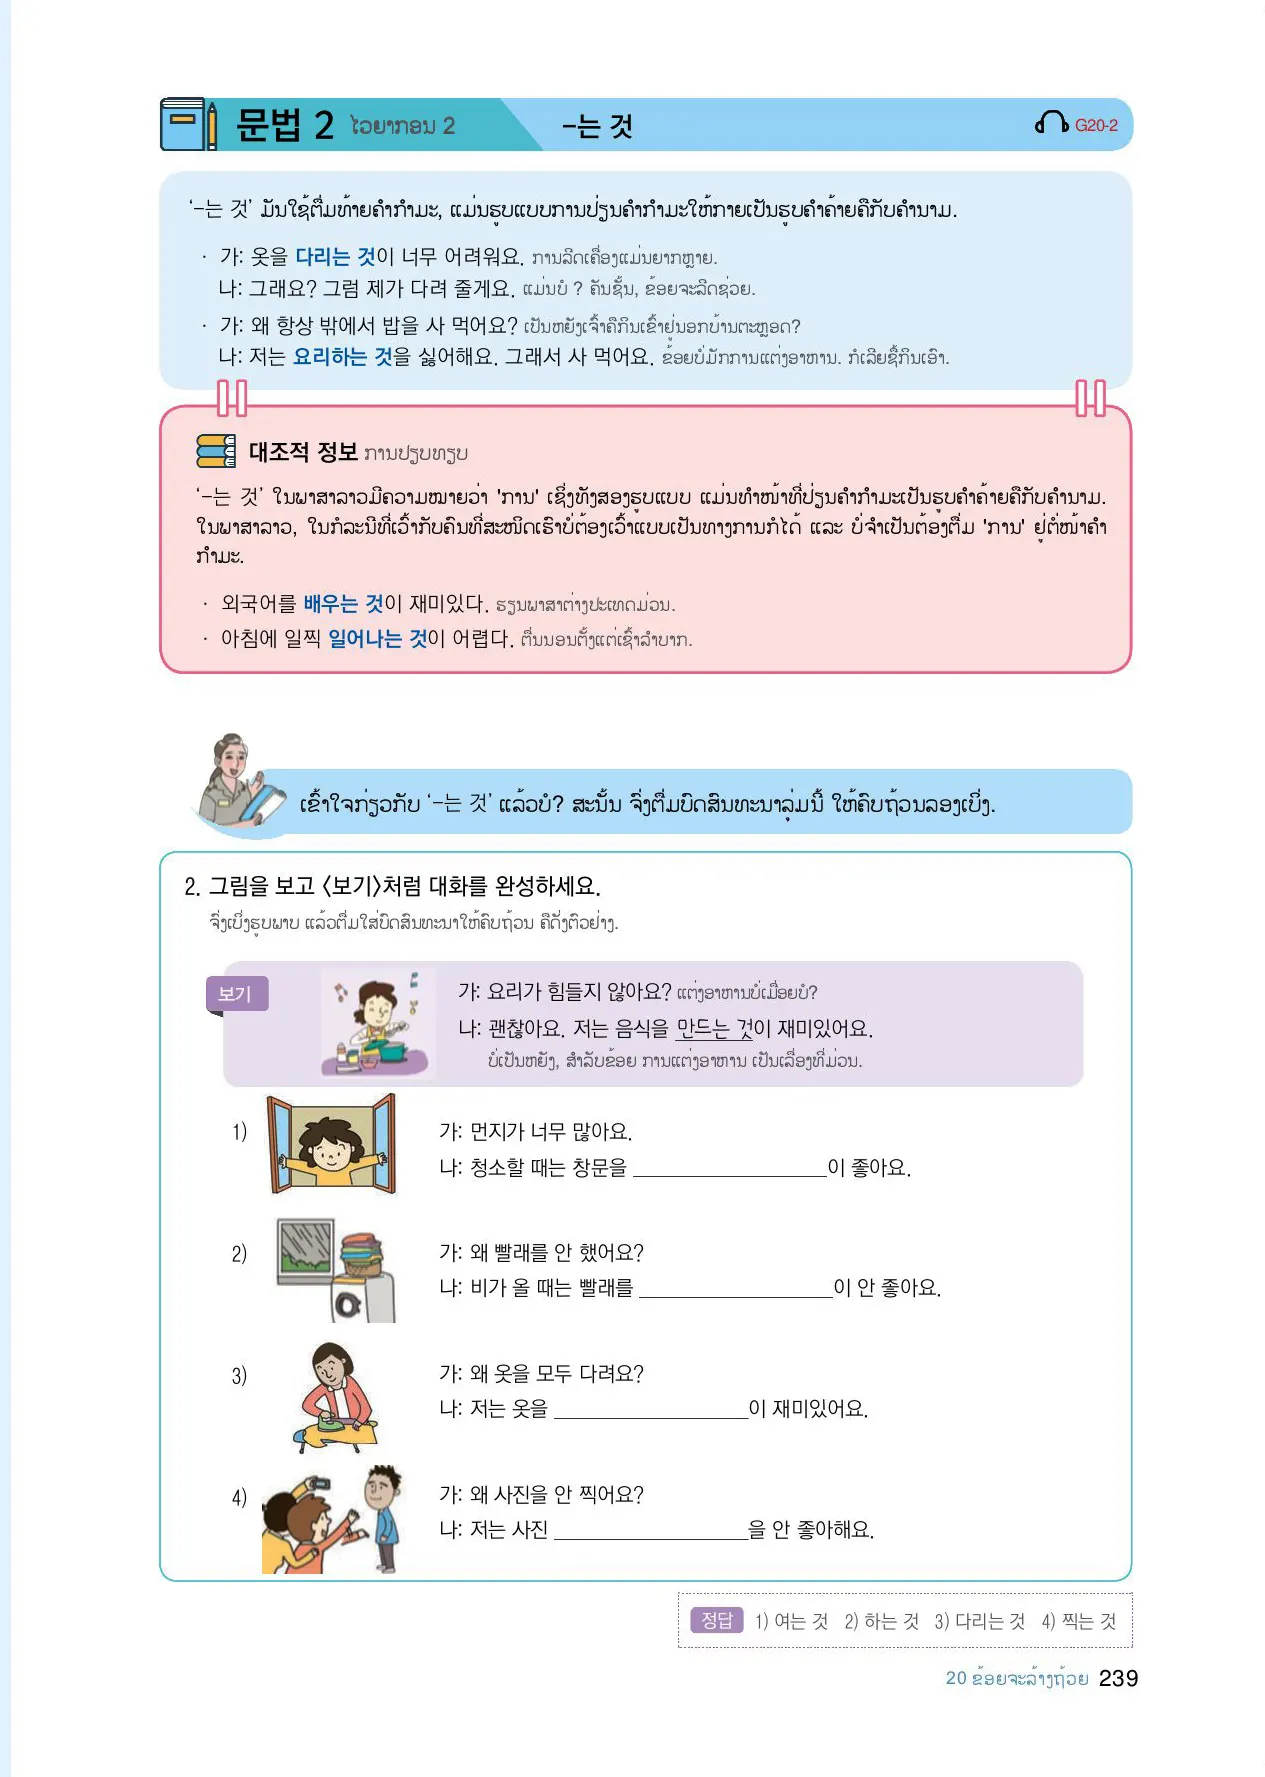 문법 2 ໄວຍາກອນ 2 -는 것 G20-2
‘-는 것’ ມັນໃຊ້ຕື່ມທ້າຍຄຳກຳມະ, ແມ່ນຮູບແບບການປ່ຽນຄຳກຳມະໃຫ້ກາຍເປັນຮູບຄຳຄ້າຍຄືກັບຄຳນາມ.
· 가: 옷을 다리는 것이 너무 어려워요. ການລີດເຄື່ອງແມ່ນຍາກຫຼາຍ.
나: 그래요? 그럼 제가 다려 줄게요. ແມ່ນບໍ ? ຄັນຊັ້ນ, ຂ້ອຍຈະລີດຊ່ວຍ.
· 가: 왜 항상 밖에서 밥을 사 먹어요? ເປັນຫຍັງເຈົ້າຄືກິນເຂົ້າຢູ່ນອກບ້ານຕະຫຼອດ?
나: 저는 요리하는 것을 싫어해요. 그래서 사 먹어요. ຂ້ອຍບໍ່ມັກການແຕ່ງອາຫານ. ກໍເລີຍຊື້ກິນເອົາ.
대조적 정보 ການປຽບທຽບ
‘-는 것’ ໃນພາສາລາວມີຄວາມໝາຍວ່າ 'ການ' ເຊິ່ງທັງສອງຮູບແບບ ແມ່ນທຳໜ້າທີ່ປ່ຽນຄຳກຳມະເປັນຮູບຄຳຄ້າຍຄືກັບຄຳນາມ.
ໃນພາສາລາວ, ໃນກໍລະນີທີ່ເວົ້າກັບຄົນທີ່ສະໜິດເຮົາບໍ່ຕ້ອງເວົ້າແບບເປັນທາງການກໍໄດ້ ແລະ ບໍ່ຈຳເປັນຕ້ອງຕື່ມ 'ການ' ຢູ່ຕໍ່ໜ້າຄຳ
ກຳມະ.
· 외국어를 배우는 것이 재미있다. ຮຽນພາສາຕ່າງປະເທດມ່ວນ.
· 아침에 일찍 일어나는 것이 어렵다. ຕື່ນນອນຕັ້ງແຕ່ເຊົ້າລຳບາກ.
ເຂົ້າໃຈກ່ຽວກັບ ‘-는 것’ ແລ້ວບໍ? ສະນັ້ນ ຈົ່ງຕື່ມບົດສົນທະນາລຸ່ມນີ້ ໃຫ້ຄົບຖ້ວນລອງເບິ່ງ.
2. 그림을 보고 〈보기〉처럼 대화를 완성하세요.
ຈົ່ງເບິ່ງຮູບພາບ ແລ້ວຕື່ມໃສ່ບົດສົນທະນາໃຫ້ຄົບຖ້ວນ ຄືດັ່ງຕົວຢ່າງ.
보기
가: 요리가 힘들지 않아요? ແຕ່ງອາຫານບໍ່ເມື່ອຍບໍ?
나: 괜찮아요. 저는 음식을 만드는 것이 재미있어요.
ບໍ່ເປັນຫຍັງ, ສຳລັບຂ້ອຍ ການແຕ່ງອາຫານ ເປັນເລື່ອງທີ່ມ່ວນ.
1) 가: 먼지가 너무 많아요.
나: 청소할 때는 창문을 ____________이 좋아요.
2) 가: 왜 빨래를 안 했어요?
나: 비가 올 때는 빨래를 ____________이 안 좋아요.
3) 가: 왜 옷을 모두 다려요?
나: 저는 옷을 ____________이 재미있어요.
4) 가: 왜 사진을 안 찍어요?
나: 저는 사진 ____________을 안 좋아해요.
정답 1) 여는 것 2) 하는 것 3) 다리는 것 4) 찍는 것
20 ຂ້ອຍຈະລ້າງຖ້ວຍ 239